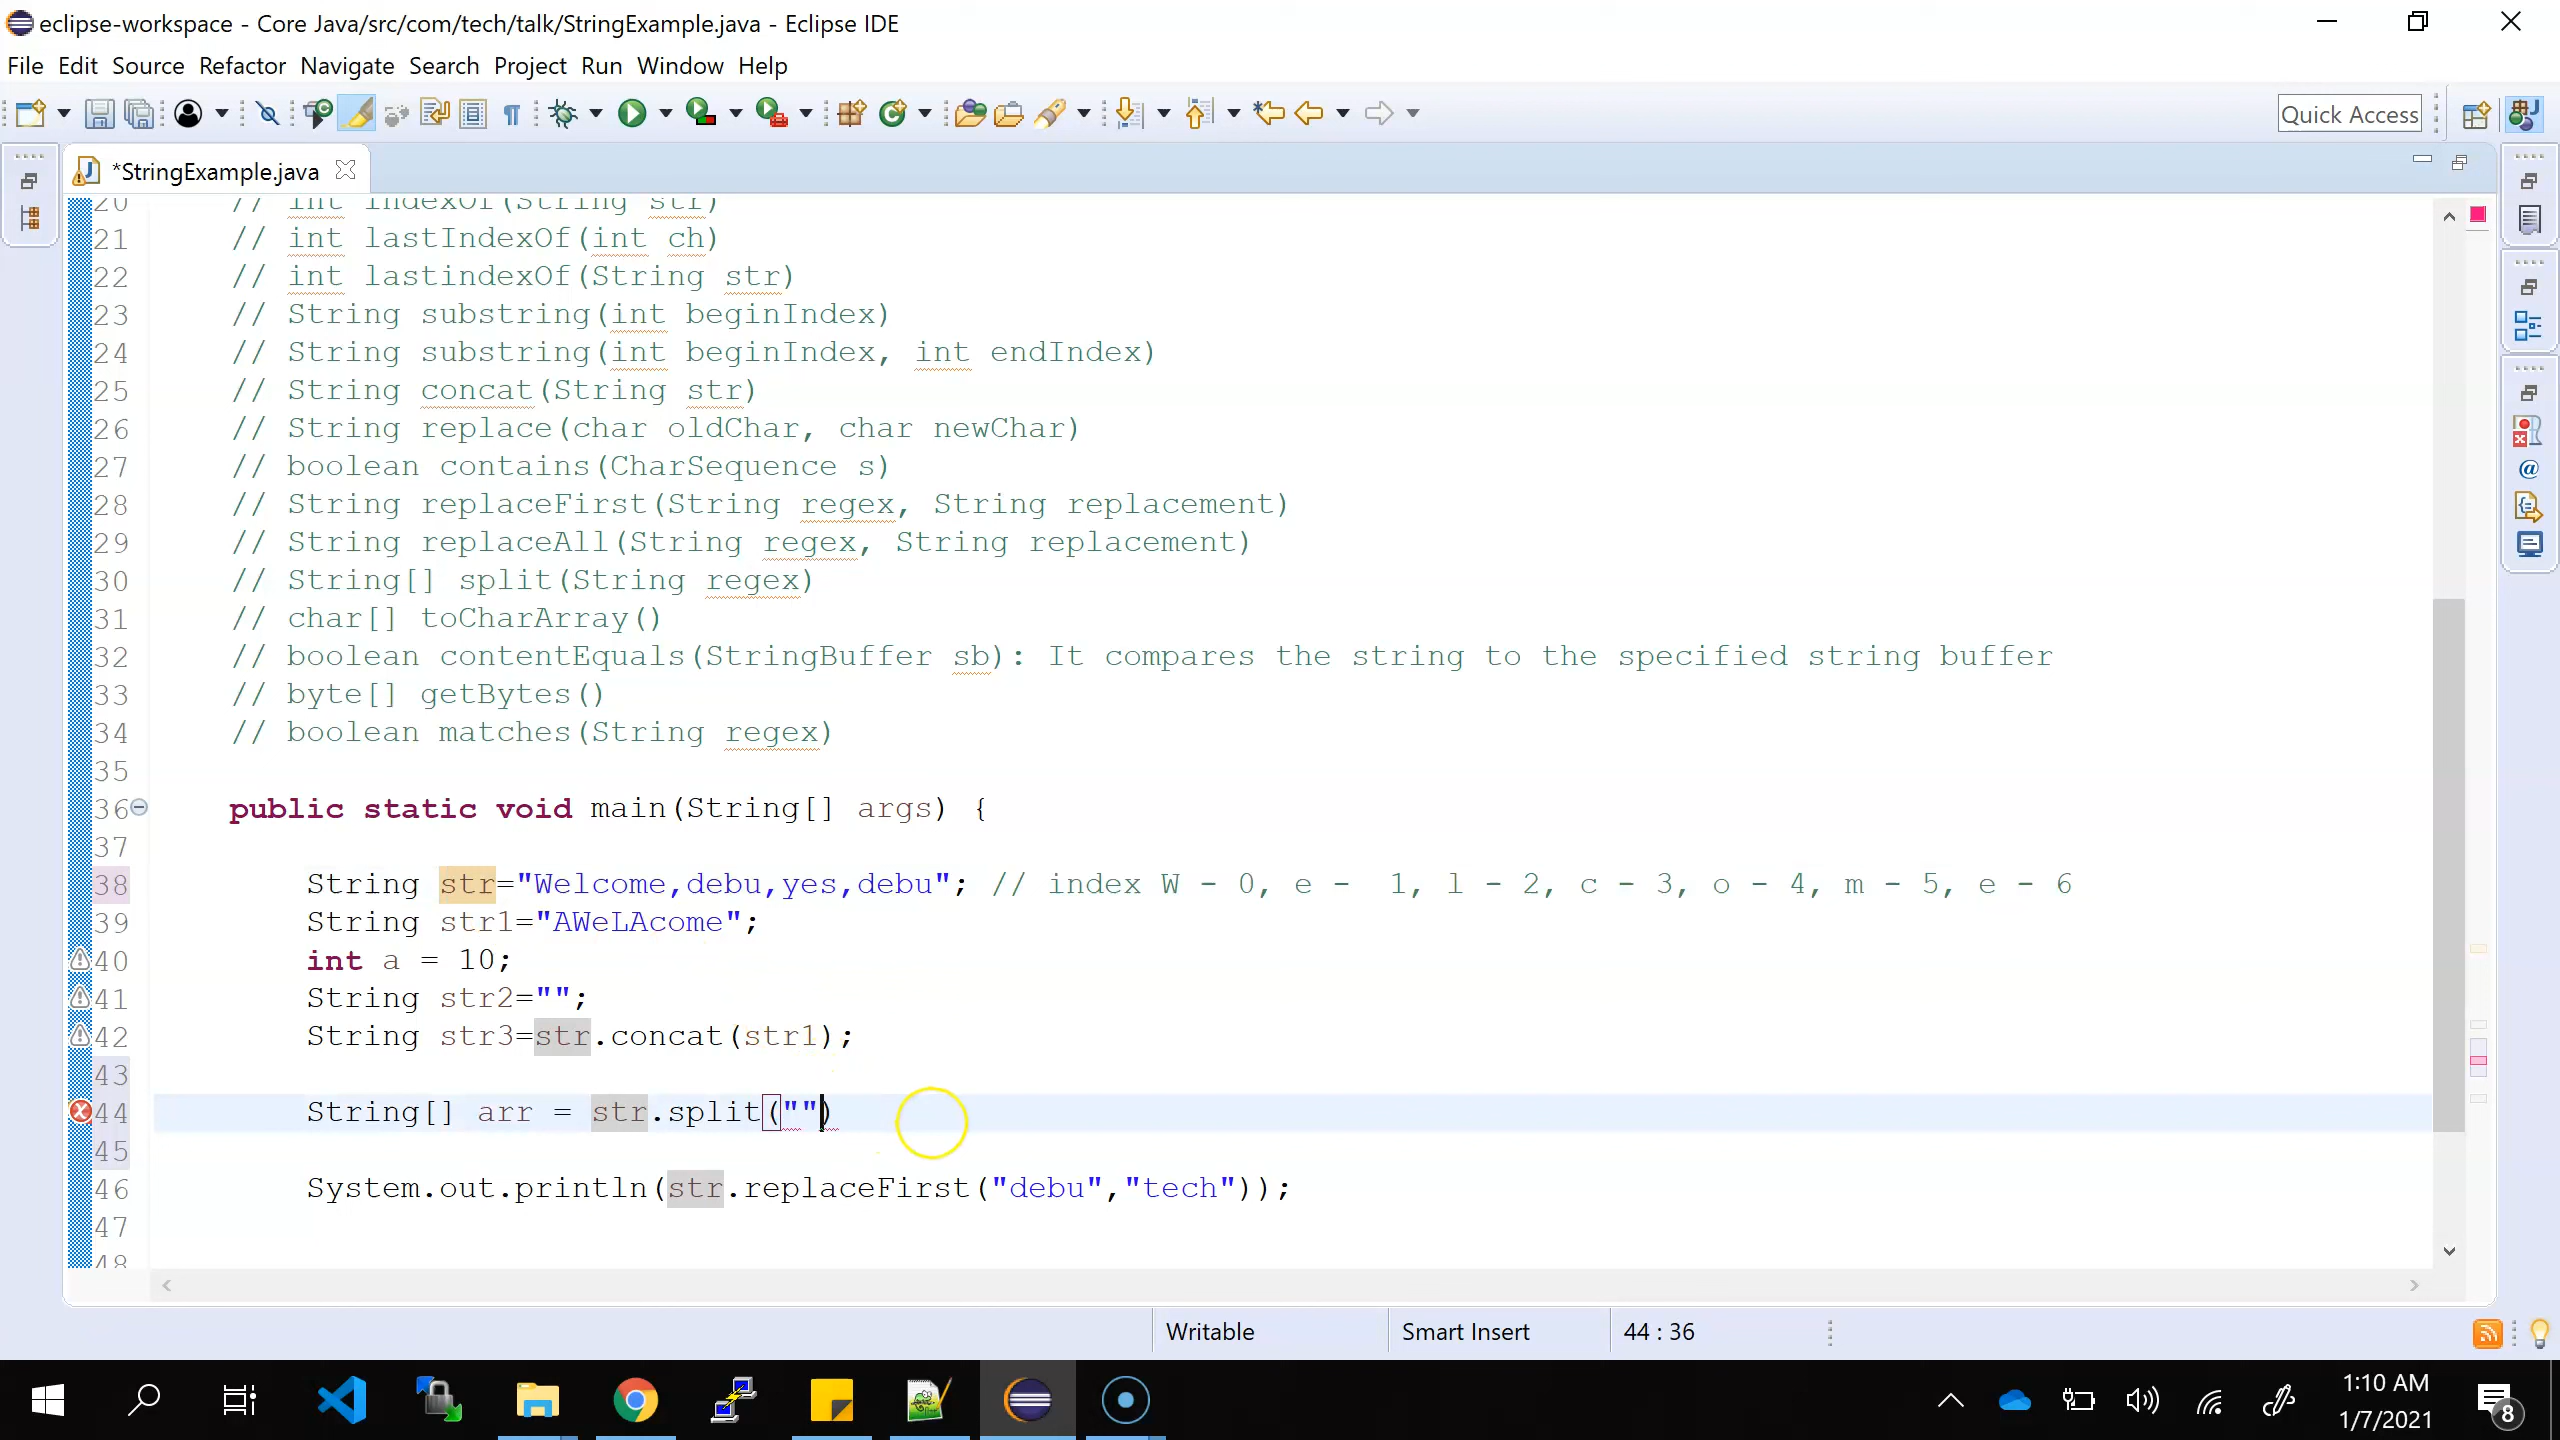 eclipse-workspace - Core Java/src/com/tech/talk/StringExample.java - Eclipse IDE
File Edit Source Refactor Navigate Search Project Run Window Help
Quick Access
*StringExample.java
20 // int indexOf(String str)
21 // int lastIndexOf(int ch)
22 // int lastindexOf(String str)
23 // String substring(int beginIndex)
24 // String substring(int beginIndex, int endIndex)
25 // String concat(String str)
26 // String replace(char oldChar, char newChar)
27 // boolean contains(CharSequence s)
28 // String replaceFirst(String regex, String replacement)
29 // String replaceAll(String regex, String replacement)
30 // String[] split(String regex)
31 // char[] toCharArray()
32 // boolean contentEquals(StringBuffer sb): It compares the string to the specified string buffer
33 // byte[] getBytes()
34 // boolean matches(String regex)
35
36 public static void main(String[] args) {
37
38 String str="Welcome,debu,yes,debu"; // index W - 0, e -  1, l - 2, c - 3, o - 4, m - 5, e - 6
39 String str1="AWeLAcome";
40 int a = 10;
41 String str2="";
42 String str3=str.concat(str1);
43
44 String[] arr = str.split("")
45
46 System.out.println(str.replaceFirst("debu","tech"));
47
48
Writable Smart Insert 44 : 36
1:10 AM
1/7/2021
8